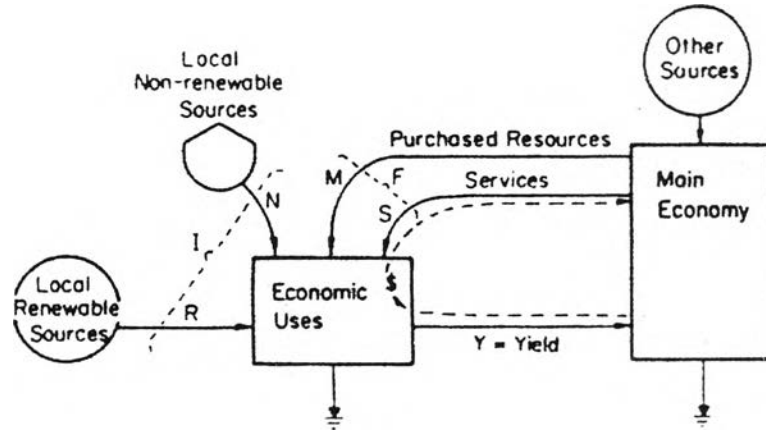 Local
Non-renewable
Sources
Other
Sources
Purchased Resources
M
F
Services
Main
Economy
N
S
I
Local
Renewable
Sources
R
Economic
Uses
$
Y = Yield